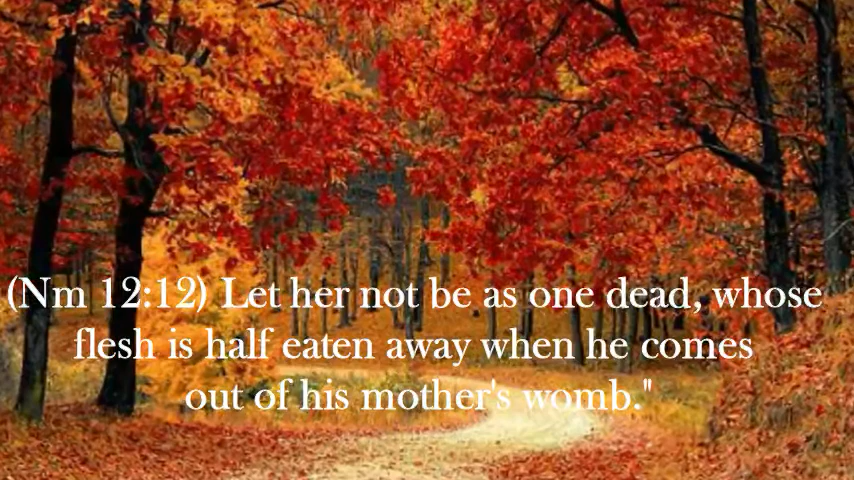 (Nm 12:12) Let her not be as one dead, whose
flesh is half eaten away when he comes
out of his mother's womb."